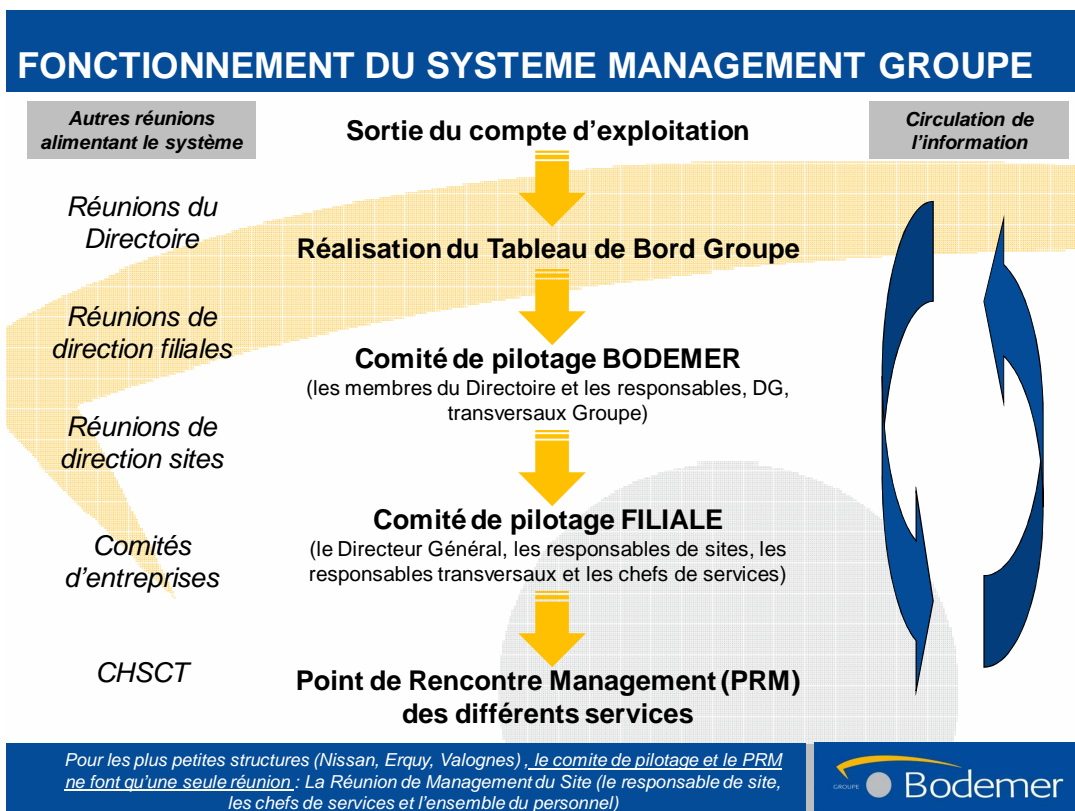 FONCTIONNEMENT DU SYSTEME MANAGEMENT GROUPE
Autres réunions
alimentant le système
Sortie du compte d’exploitation
Circulation de
l’information
Réunions du
Directoire
Réalisation du Tableau de Bord Groupe
Réunions de
direction filiales
Comité de pilotage BODEMER
(les membres du Directoire et les responsables, DG,
transversaux Groupe)
Réunions de
direction sites
Comité de pilotage FILIALE
(le Directeur Général, les responsables de sites, les
responsables transversaux et les chefs de services)
Comités
d’entreprises
CHSCT
Point de Rencontre Management (PRM)
des différents services
Pour les plus petites structures (Nissan, Erquy, Valognes) , le comite de pilotage et le PRM
ne font qu’une seule réunion : La Réunion de Management du Site (le responsable de site,
les chefs de services et l’ensemble du personnel)
GROUPE Bodemer